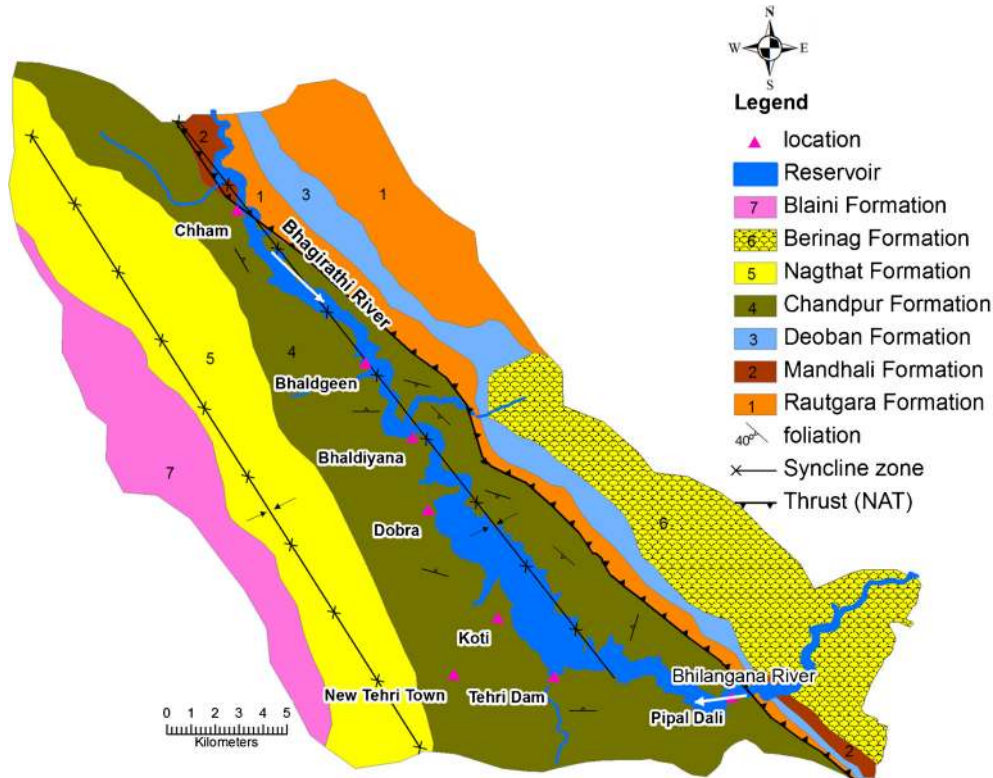 N
W E
S
Legend
location
Reservoir
7 Blaini Formation
6 Berinag Formation
5 Nagthat Formation
4 Chandpur Formation
3 Deoban Formation
2 Mandhali Formation
1 Rautgara Formation
40° foliation
Syncline zone
Thrust (NAT)
2
1
3
1
Chham
Bhagirathi River
4
5
Bhaldgeen
Bhaldiyana
7
Dobra
6
Koti
New Tehri Town
Tehri Dam
Bhilangana River
Pipal Dali
2
0 1 2 3 4 5
Kilometers